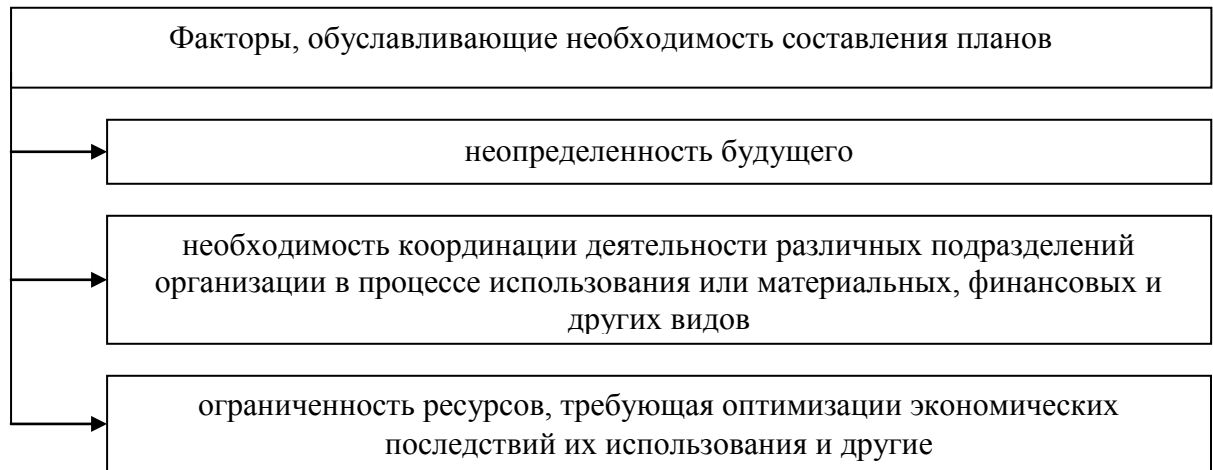 Факторы, обуславливающие необходимость составления планов
неопределенность будущего
необходимость координации деятельности различных подразделений
организации в процессе использования или материальных, финансовых и
других видов
ограниченность ресурсов, требующая оптимизации экономических
последствий их использования и другие